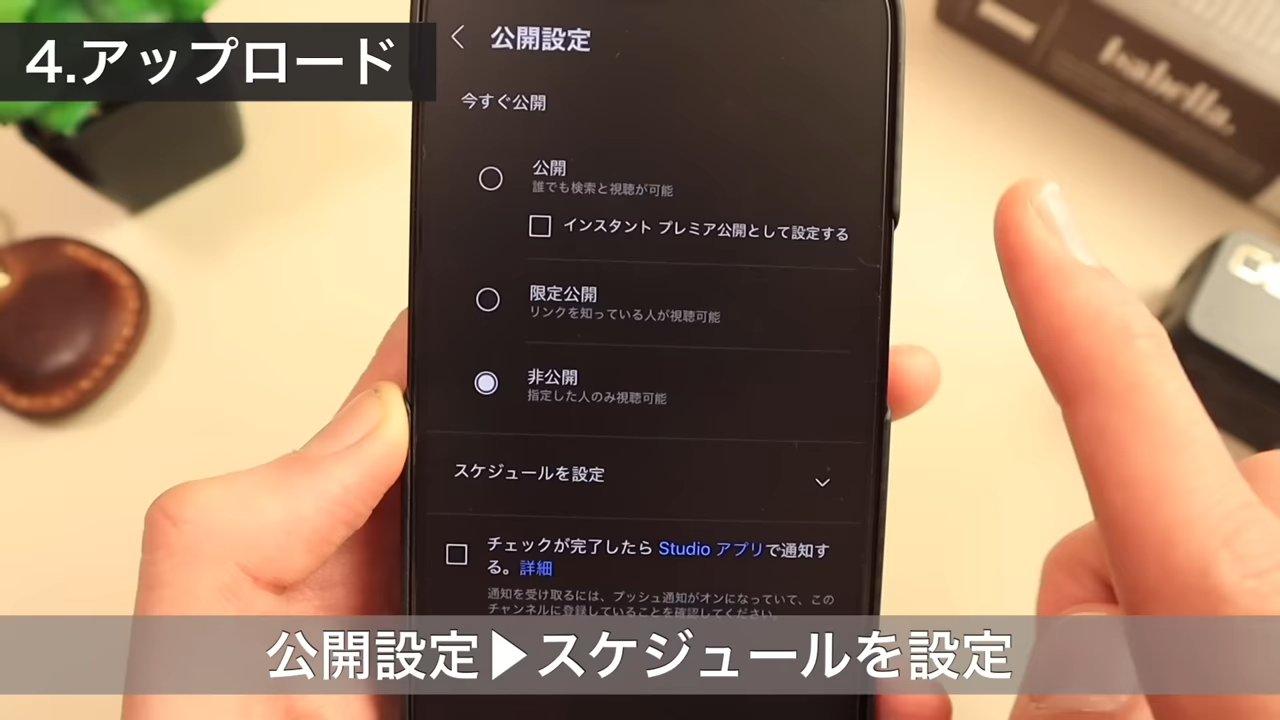 4.アップロード
公開設定
今すぐ公開
公開
誰でも検索と視聴が可能
インスタント プレミア公開として設定する
限定公開
リンクを知っている人が視聴可能
非公開
指定した人のみ視聴可能
スケジュールを設定
チェックが完了したら Studio アプリで通知す
る。詳細
通知を受け取るには、プッシュ通知がオンになっていて、この
チャンネルに登録していることを確認してください。
公開設定▶スケジュールを設定
Isabella.